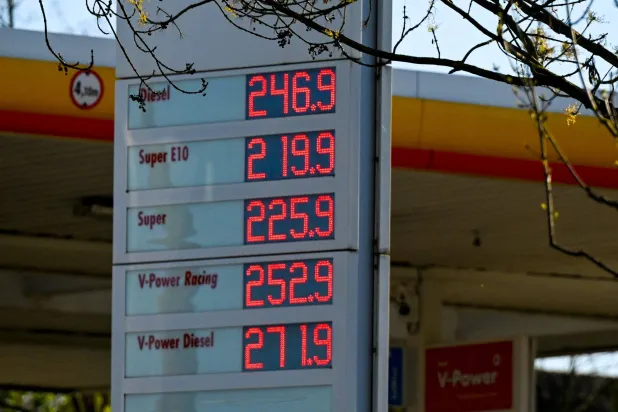 4,10m
Diesel 246.9
Super E10 219.9
Super 225.9
V-Power Racing 252.9
V-Power Diesel 271.9
V-Power